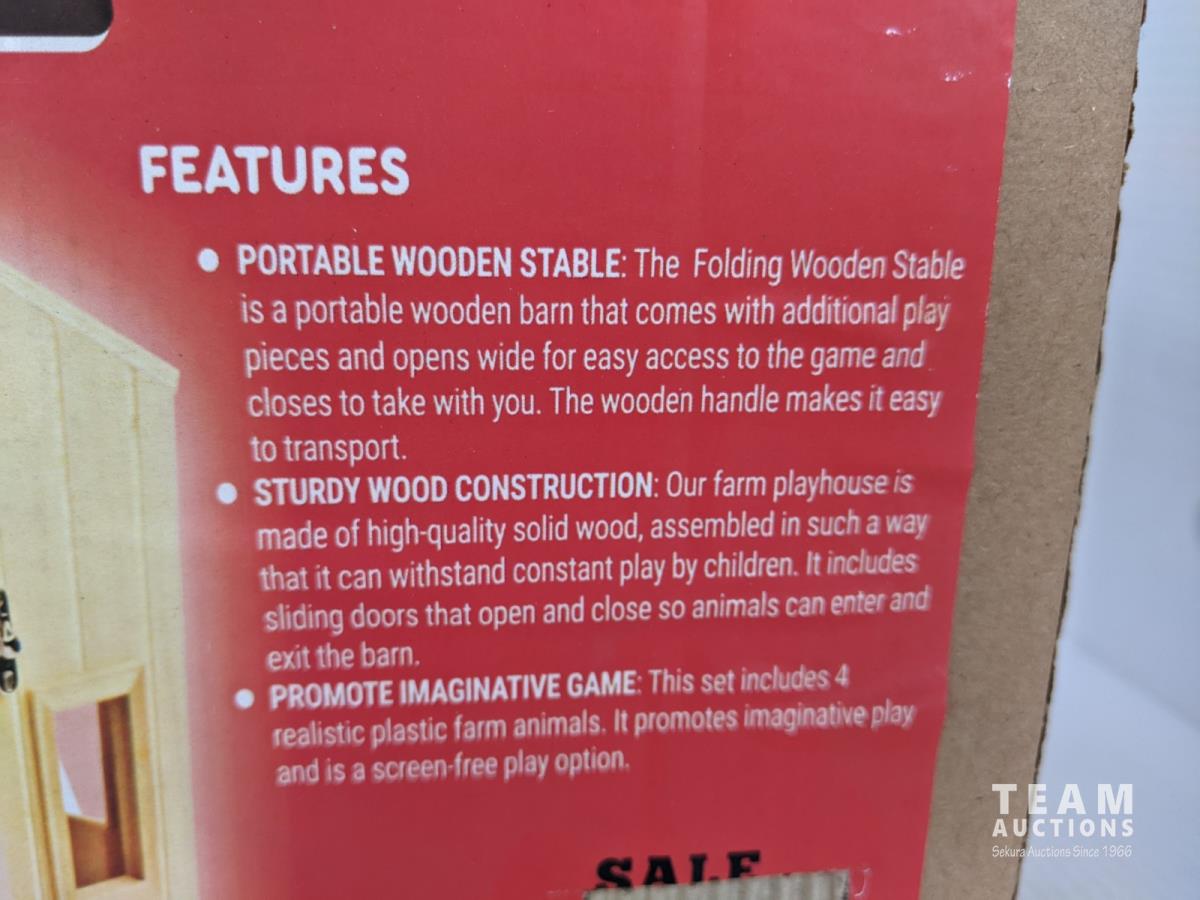 FEATURES
● PORTABLE WOODEN STABLE: The Folding Wooden Stable
is a portable wooden barn that comes with additional play
pieces and opens wide for easy access to the game and
closes to take with you. The wooden handle makes it easy
to transport.
● STURDY WOOD CONSTRUCTION: Our farm playhouse is
made of high-quality solid wood, assembled in such a way
that it can withstand constant play by children. It includes
sliding doors that open and close so animals can enter and
exit the barn.
● PROMOTE IMAGINATIVE GAME: This set includes 4
realistic plastic farm animals. It promotes imaginative play
and is a screen-free play option.
SALE
TEAM
AUCTIONS
Sekura Auctions Since 1966